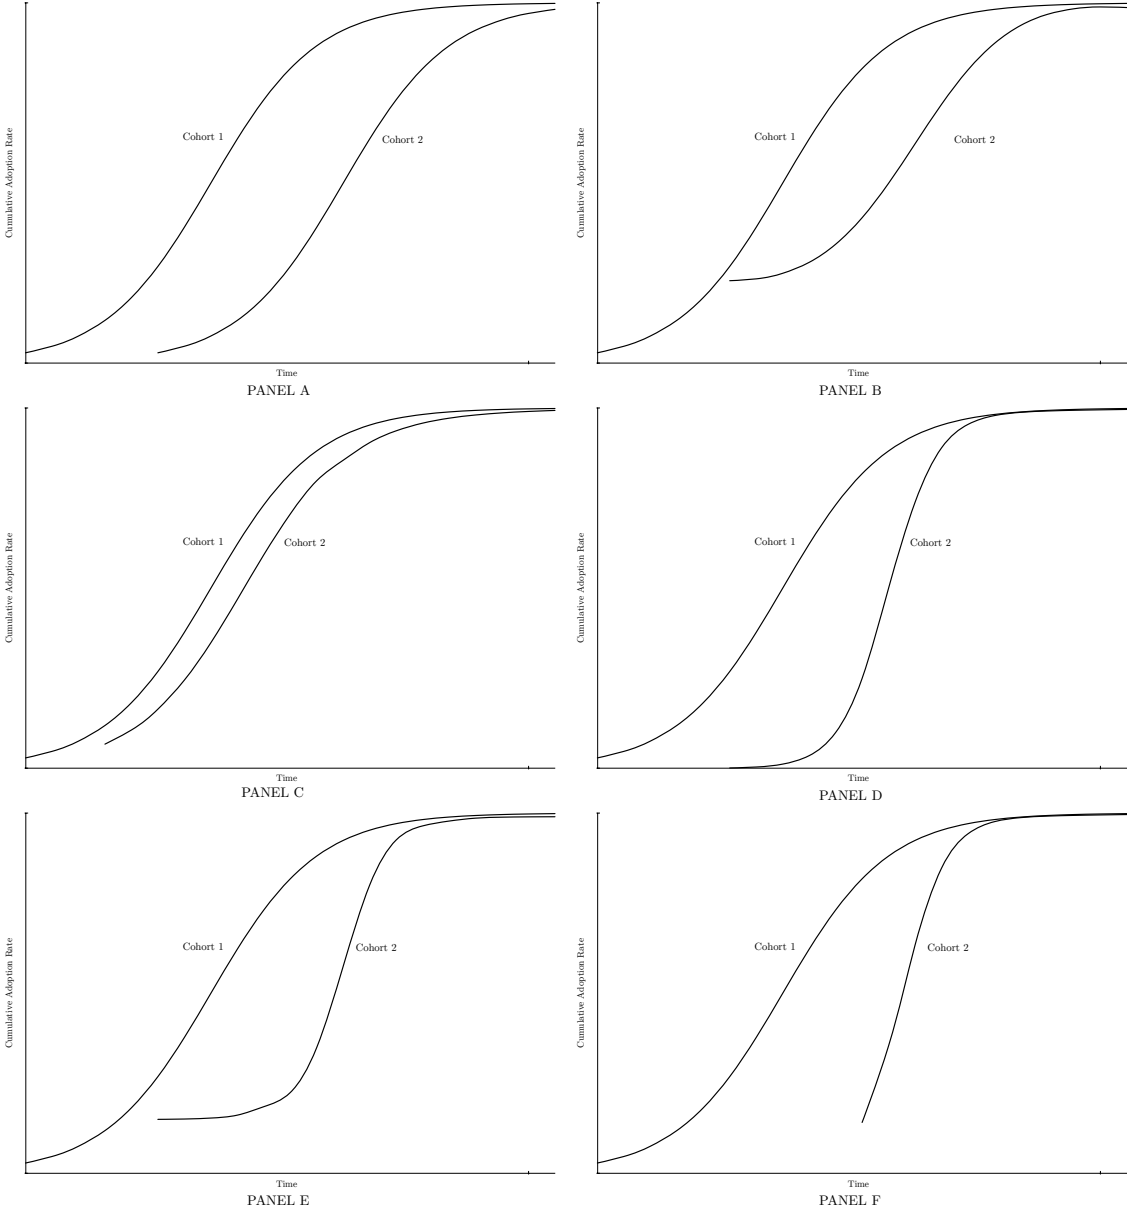 Cumulative Adoption Rate
Cohort 1
Cohort 2
Time
PANEL A
Cumulative Adoption Rate
Cohort 1
Cohort 2
Time
PANEL B
Cumulative Adoption Rate
Cohort 1
Cohort 2
Time
PANEL C
Cumulative Adoption Rate
Cohort 1
Cohort 2
Time
PANEL D
Cumulative Adoption Rate
Cohort 1
Cohort 2
Time
PANEL E
Cumulative Adoption Rate
Cohort 1
Cohort 2
Time
PANEL F